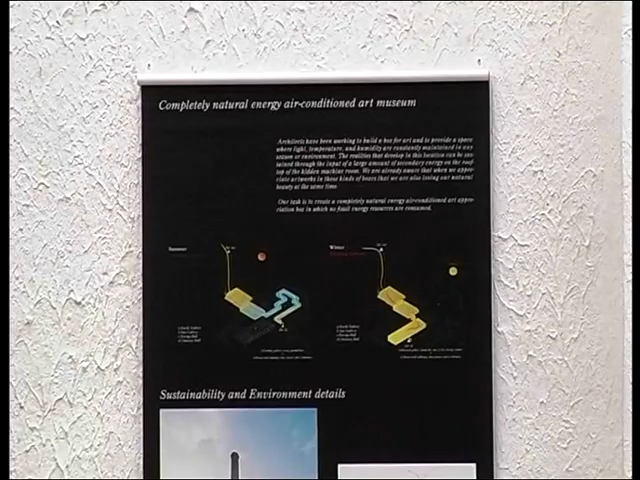 Completely natural energy air-conditioned art museum
Architects have been working to build a box for art and to provide a space
where light, temperature, and humidity are constantly maintained in any
season or environment. The realities that develop in this location can be sus-
tained through the input of a large amount of secondary energy on the roof
top of the hidden machine room. We are already aware that when we appre-
ciate artworks in these kinds of boxes that we are also losing our natural
beauty at the same time.
Our task is to create a completely natural energy air-conditioned art appre-
ciation box in which no fossil energy resources are consumed.
Summer
Winter
Sustainability and Environment details